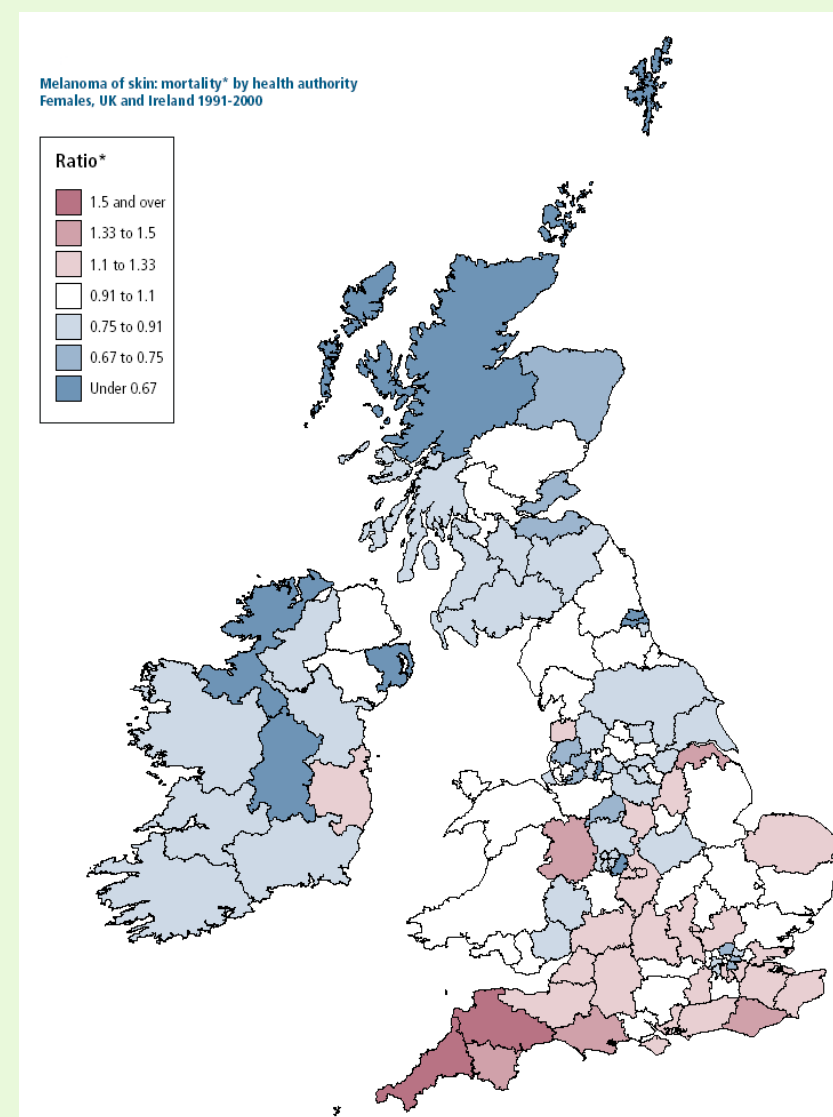 Melanoma of skin: mortality* by health authority
Females, UK and Ireland 1991-2000
Ratio*
1.5 and over
1.33 to 1.5
1.1 to 1.33
0.91 to 1.1
0.75 to 0.91
0.67 to 0.75
Under 0.67